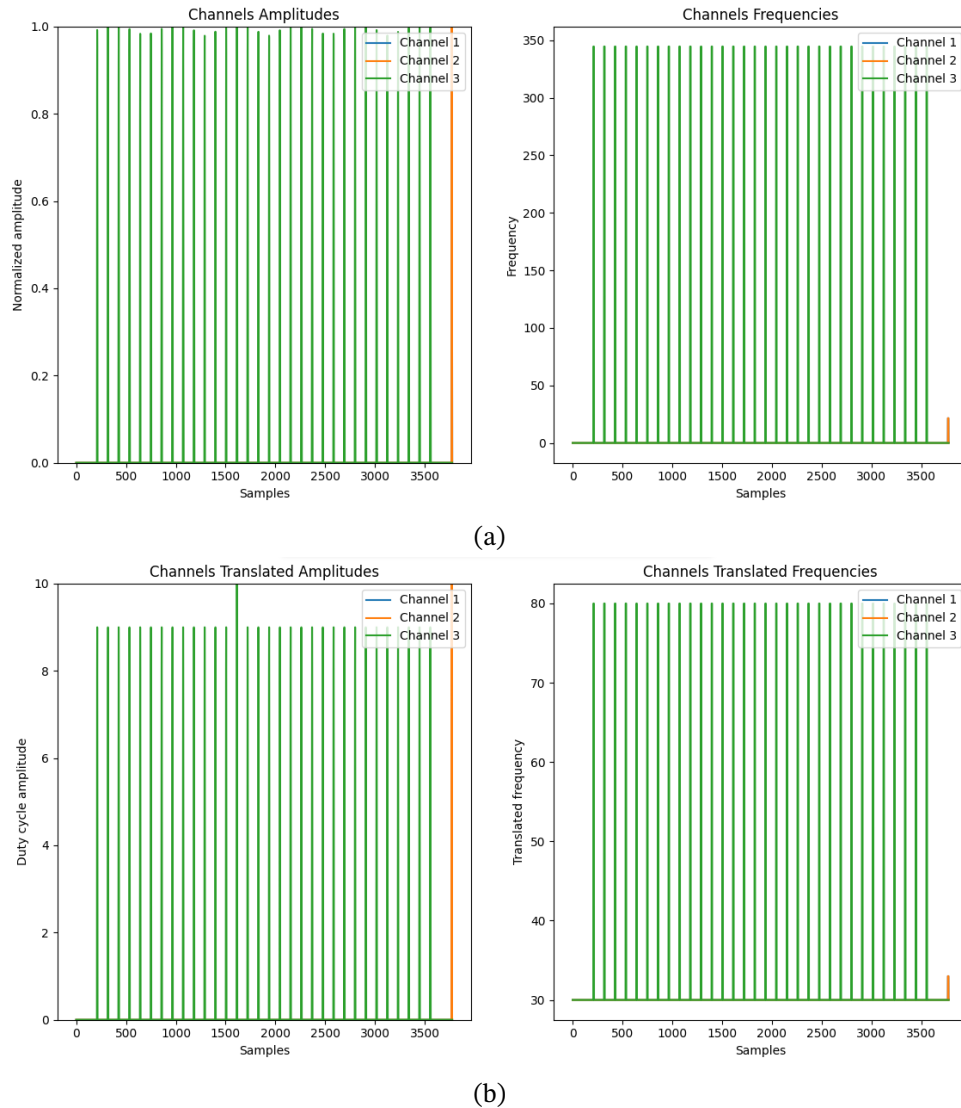 Channels Amplitudes
1.0
0.8
0.6
0.4
0.2
0.0
Normalized amplitude
0 500 1000 1500 2000 2500 3000 3500
Samples
Channel 1
Channel 2
Channel 3
Channels Frequencies
350
300
250
200
150
100
50
0
Frequency
0 500 1000 1500 2000 2500 3000 3500
Samples
Channel 1
Channel 2
Channel 3
(a)
Channels Translated Amplitudes
10
8
6
4
2
0
Duty cycle amplitude
0 500 1000 1500 2000 2500 3000 3500
Samples
Channel 1
Channel 2
Channel 3
Channels Translated Frequencies
80
70
60
50
40
30
Translated frequency
0 500 1000 1500 2000 2500 3000 3500
Samples
Channel 1
Channel 2
Channel 3
(b)